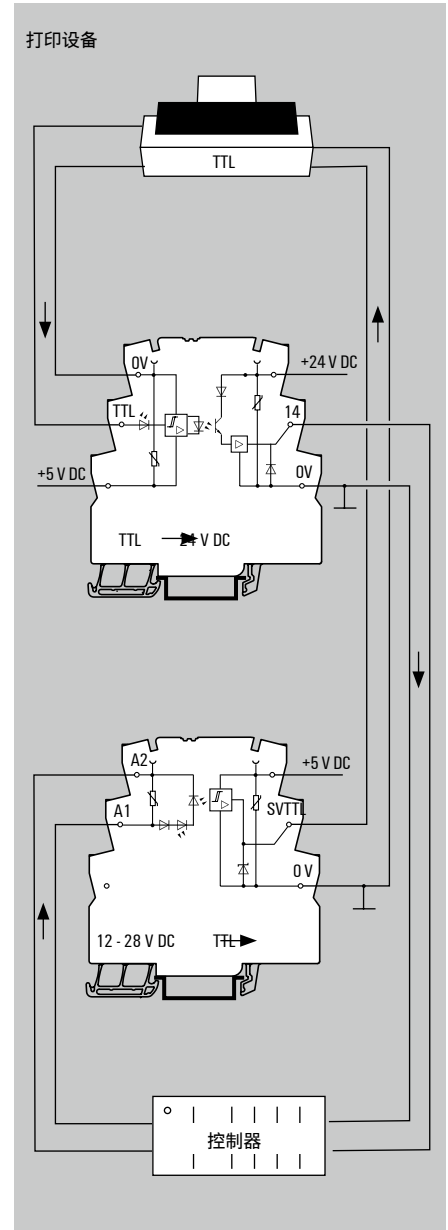 打印设备
TTL
0V
+24 V DC
TTL
14
+5 V DC
0V
TTL 24 V DC
A2
+5 V DC
A1
SVTTL
0 V
12 - 28 V DC TTL
控制器